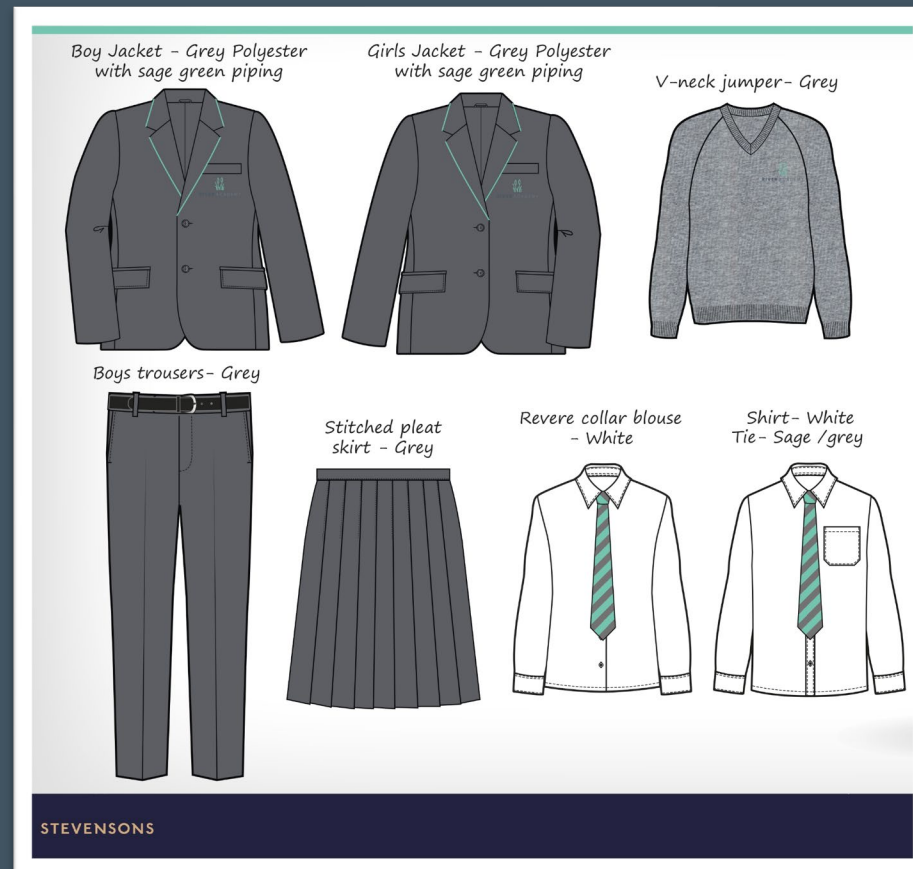 Boy Jacket - Grey Polyester
with sage green piping
Girls Jacket - Grey Polyester
with sage green piping
V-neck jumper- Grey
Boys trousers- Grey
Stitched pleat
skirt - Grey
Revere collar blouse
- White
Shirt- White
Tie- Sage /grey
STEVENSONS